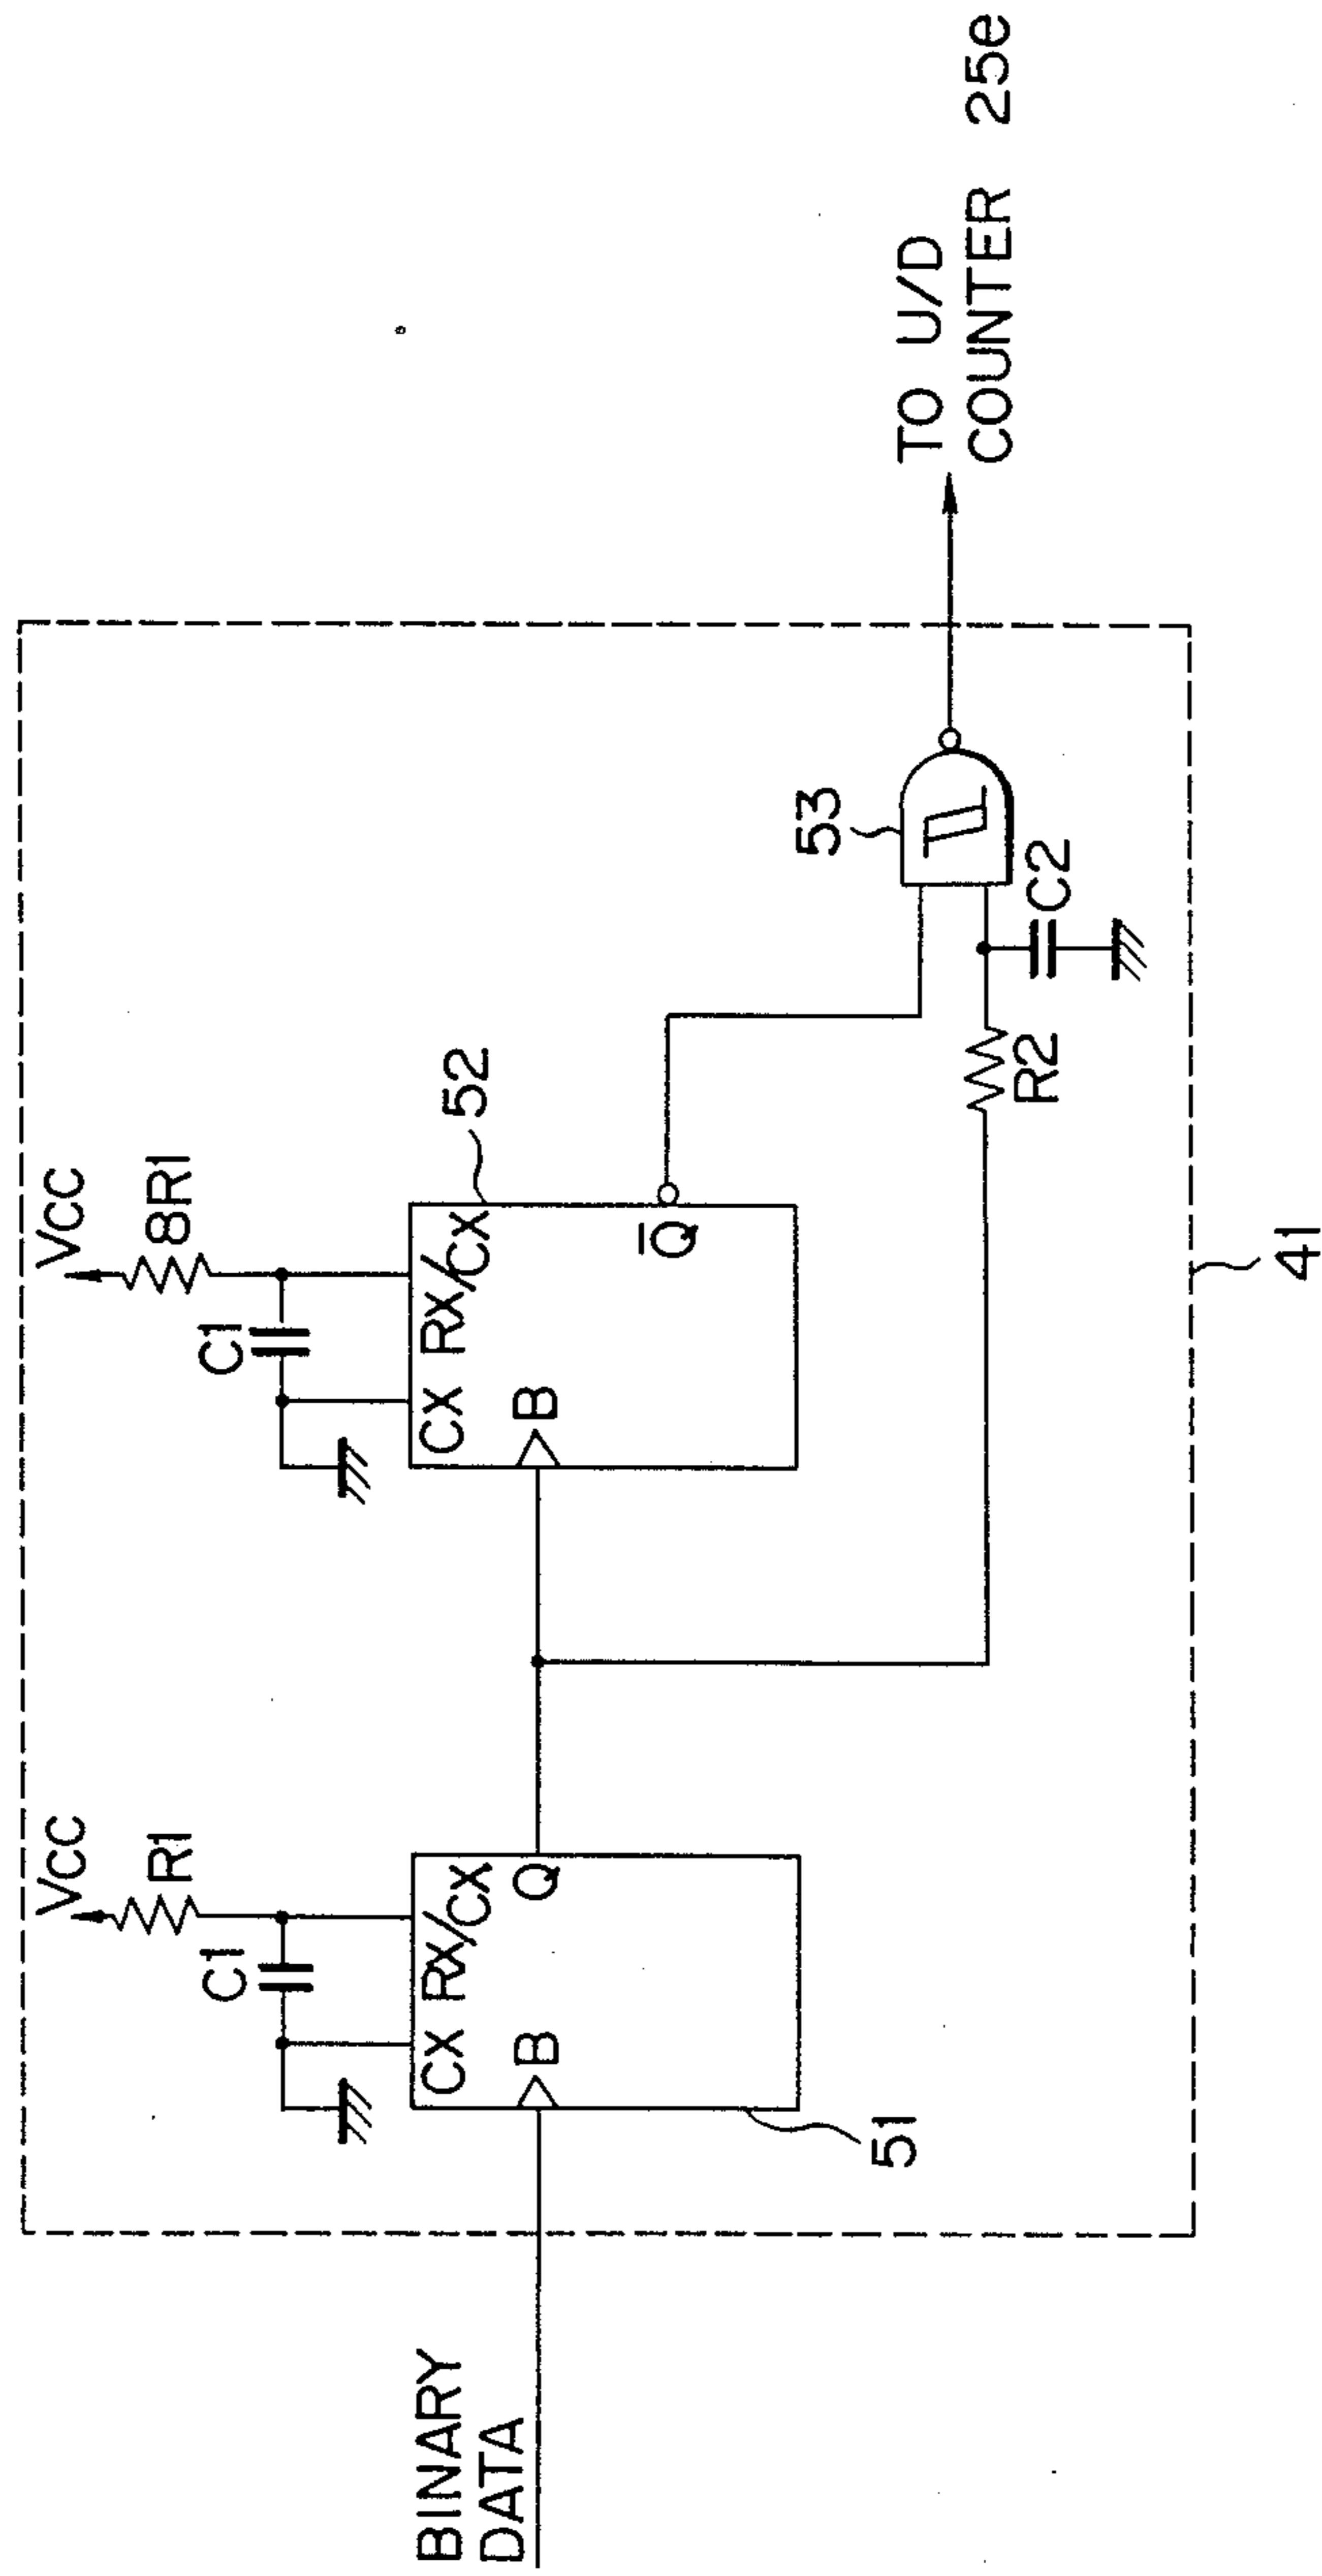 BINARY
DATA
VCC
R1
C1
CX RX/CX
B
Q
51
VCC
8R1
C1
CX RX/CX
B
Q̅
52
R2
C2
53
TO U/D
COUNTER 25e
41